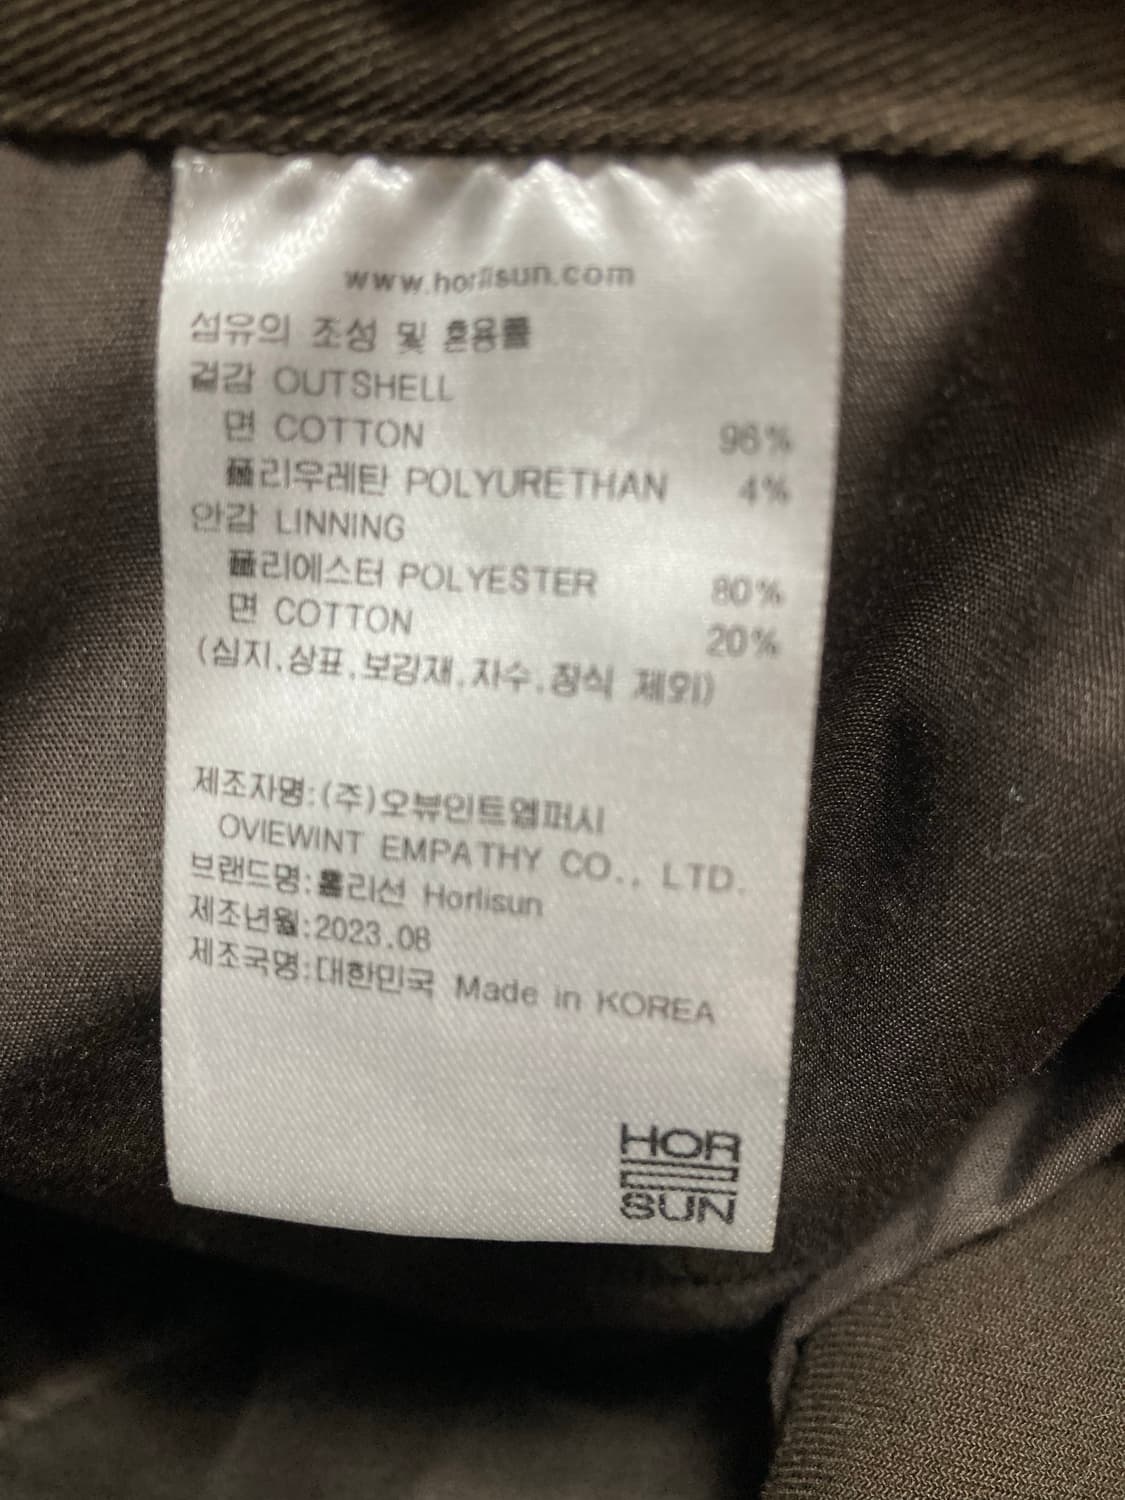 www.horlisun.com
섬유의 조성 및 혼용률
겉감 OUTSHELL
면 COTTON 96%
폴리우레탄 POLYURETHAN 4%
안감 LINNING
폴리에스터 POLYESTER 80%
면 COTTON 20%
(심지,상표,보강재,자수,장식 제외)
제조자명:(주)오뷰인트엠퍼시
OVIEWINT EMPATHY CO., LTD.
브랜드명:홀리선 Horlisun
제조년월:2023.08
제조국명:대한민국 Made in KOREA
HOR
SUN